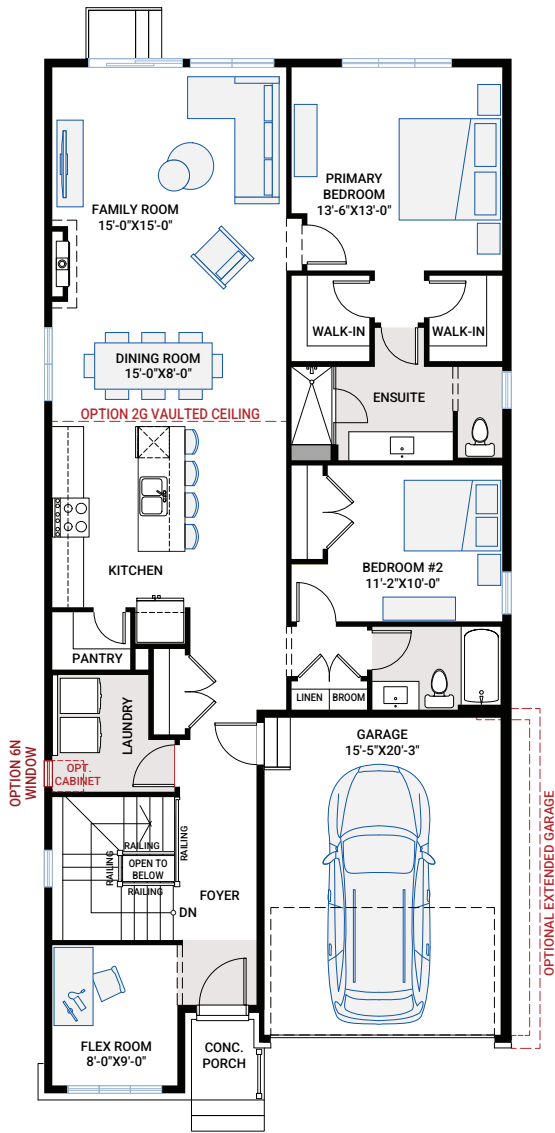 FAMILY ROOM
15'-0"X15'-0"
PRIMARY
BEDROOM
13'-6"X13'-0"
WALK-IN
WALK-IN
DINING ROOM
15'-0"X8'-0"
ENSUITE
OPTION 2G VAULTED CEILING
KITCHEN
BEDROOM #2
11'-2"X10'-0"
PANTRY
LINEN
BROOM
LAUNDRY
OPT.
CABINET
OPTION 6N
WINDOW
GARAGE
15'-5"X20'-3"
RAILING
RAILING
RAILING
OPEN TO
BELOW
RAILING
DN
FOYER
OPTIONAL EXTENDED GARAGE
FLEX ROOM
8'-0"X9'-0"
CONC.
PORCH